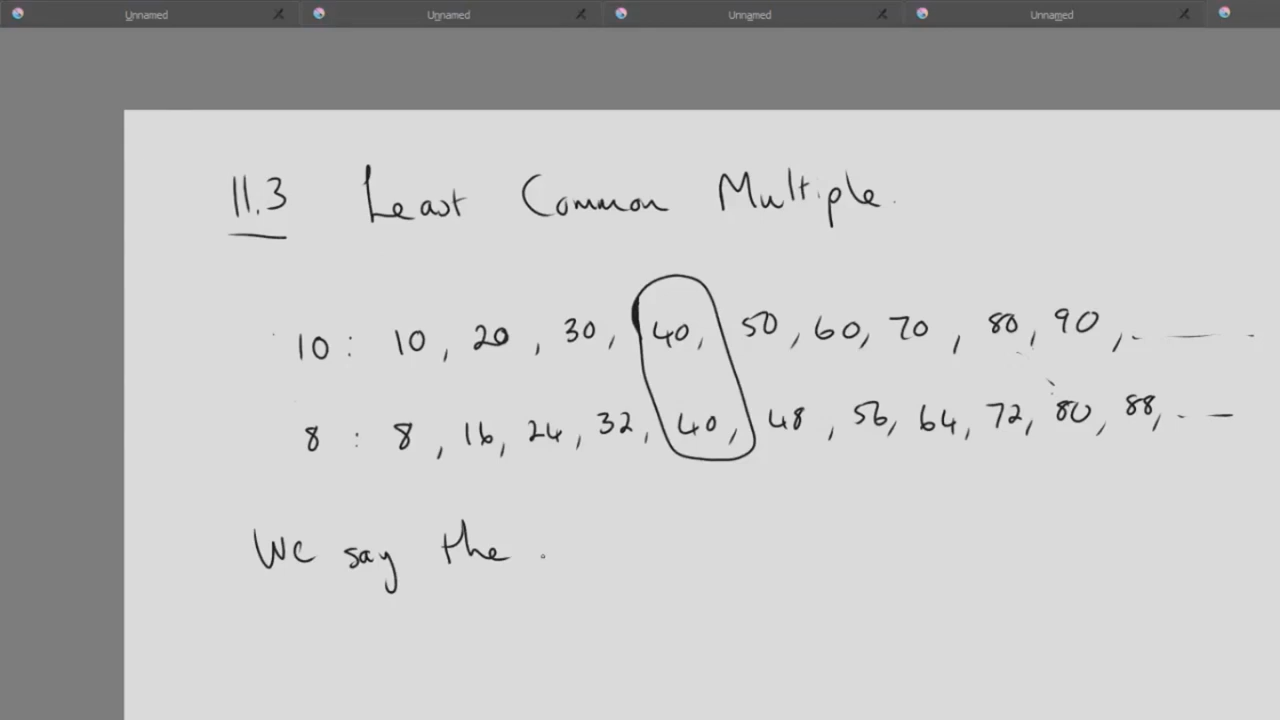 Unnamed Unnamed Unnamed Unnamed
11.3 Least Common Multiple.
10 : 10, 20, 30, 40, 50, 60, 70, 80, 90, ...
8 : 8, 16, 24, 32, 40, 48, 56, 64, 72, 80, 88, ...
We say the